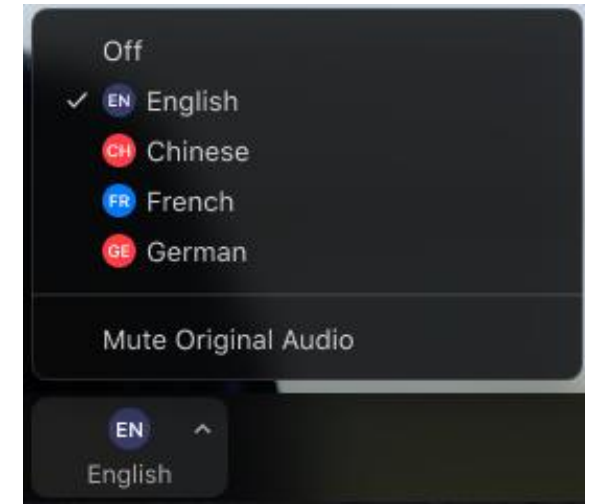 Off
EN English
CH Chinese
FR French
GE German
Mute Original Audio
EN
English